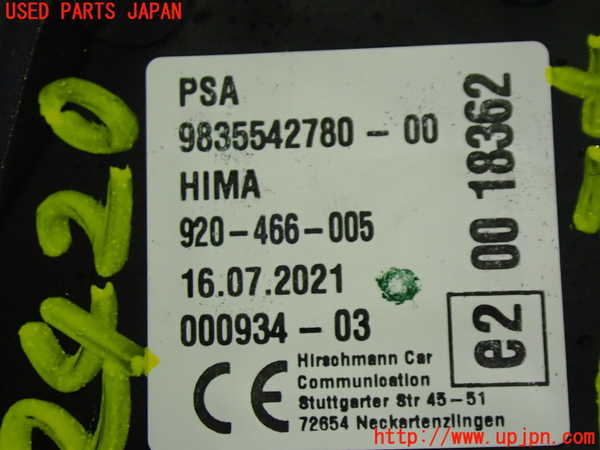 USED PARTS JAPAN
PSA
9835542780-00
HIMA
920-466-005
16.07.2021
000934-03
CE
Hirschmann Car
Communication
Stuttgarter Str 45-51
72654 Neckartenzlingen
e2
00 18362
2420
http://www.upjpn.com/